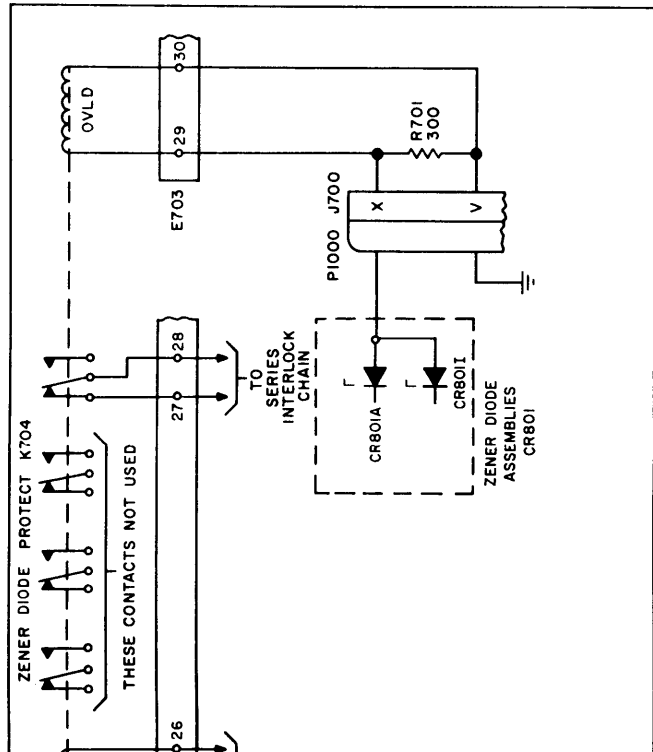 30
OVLD
29
R701
300
E703
P1000 J700
X
V
28
27
TO
SERIES
INTERLOCK
CHAIN
ZENER DIODE PROTECT K704
THESE CONTACTS NOT USED
CR801A
CR801I
ZENER DIODE
ASSEMBLIES
CR801
26